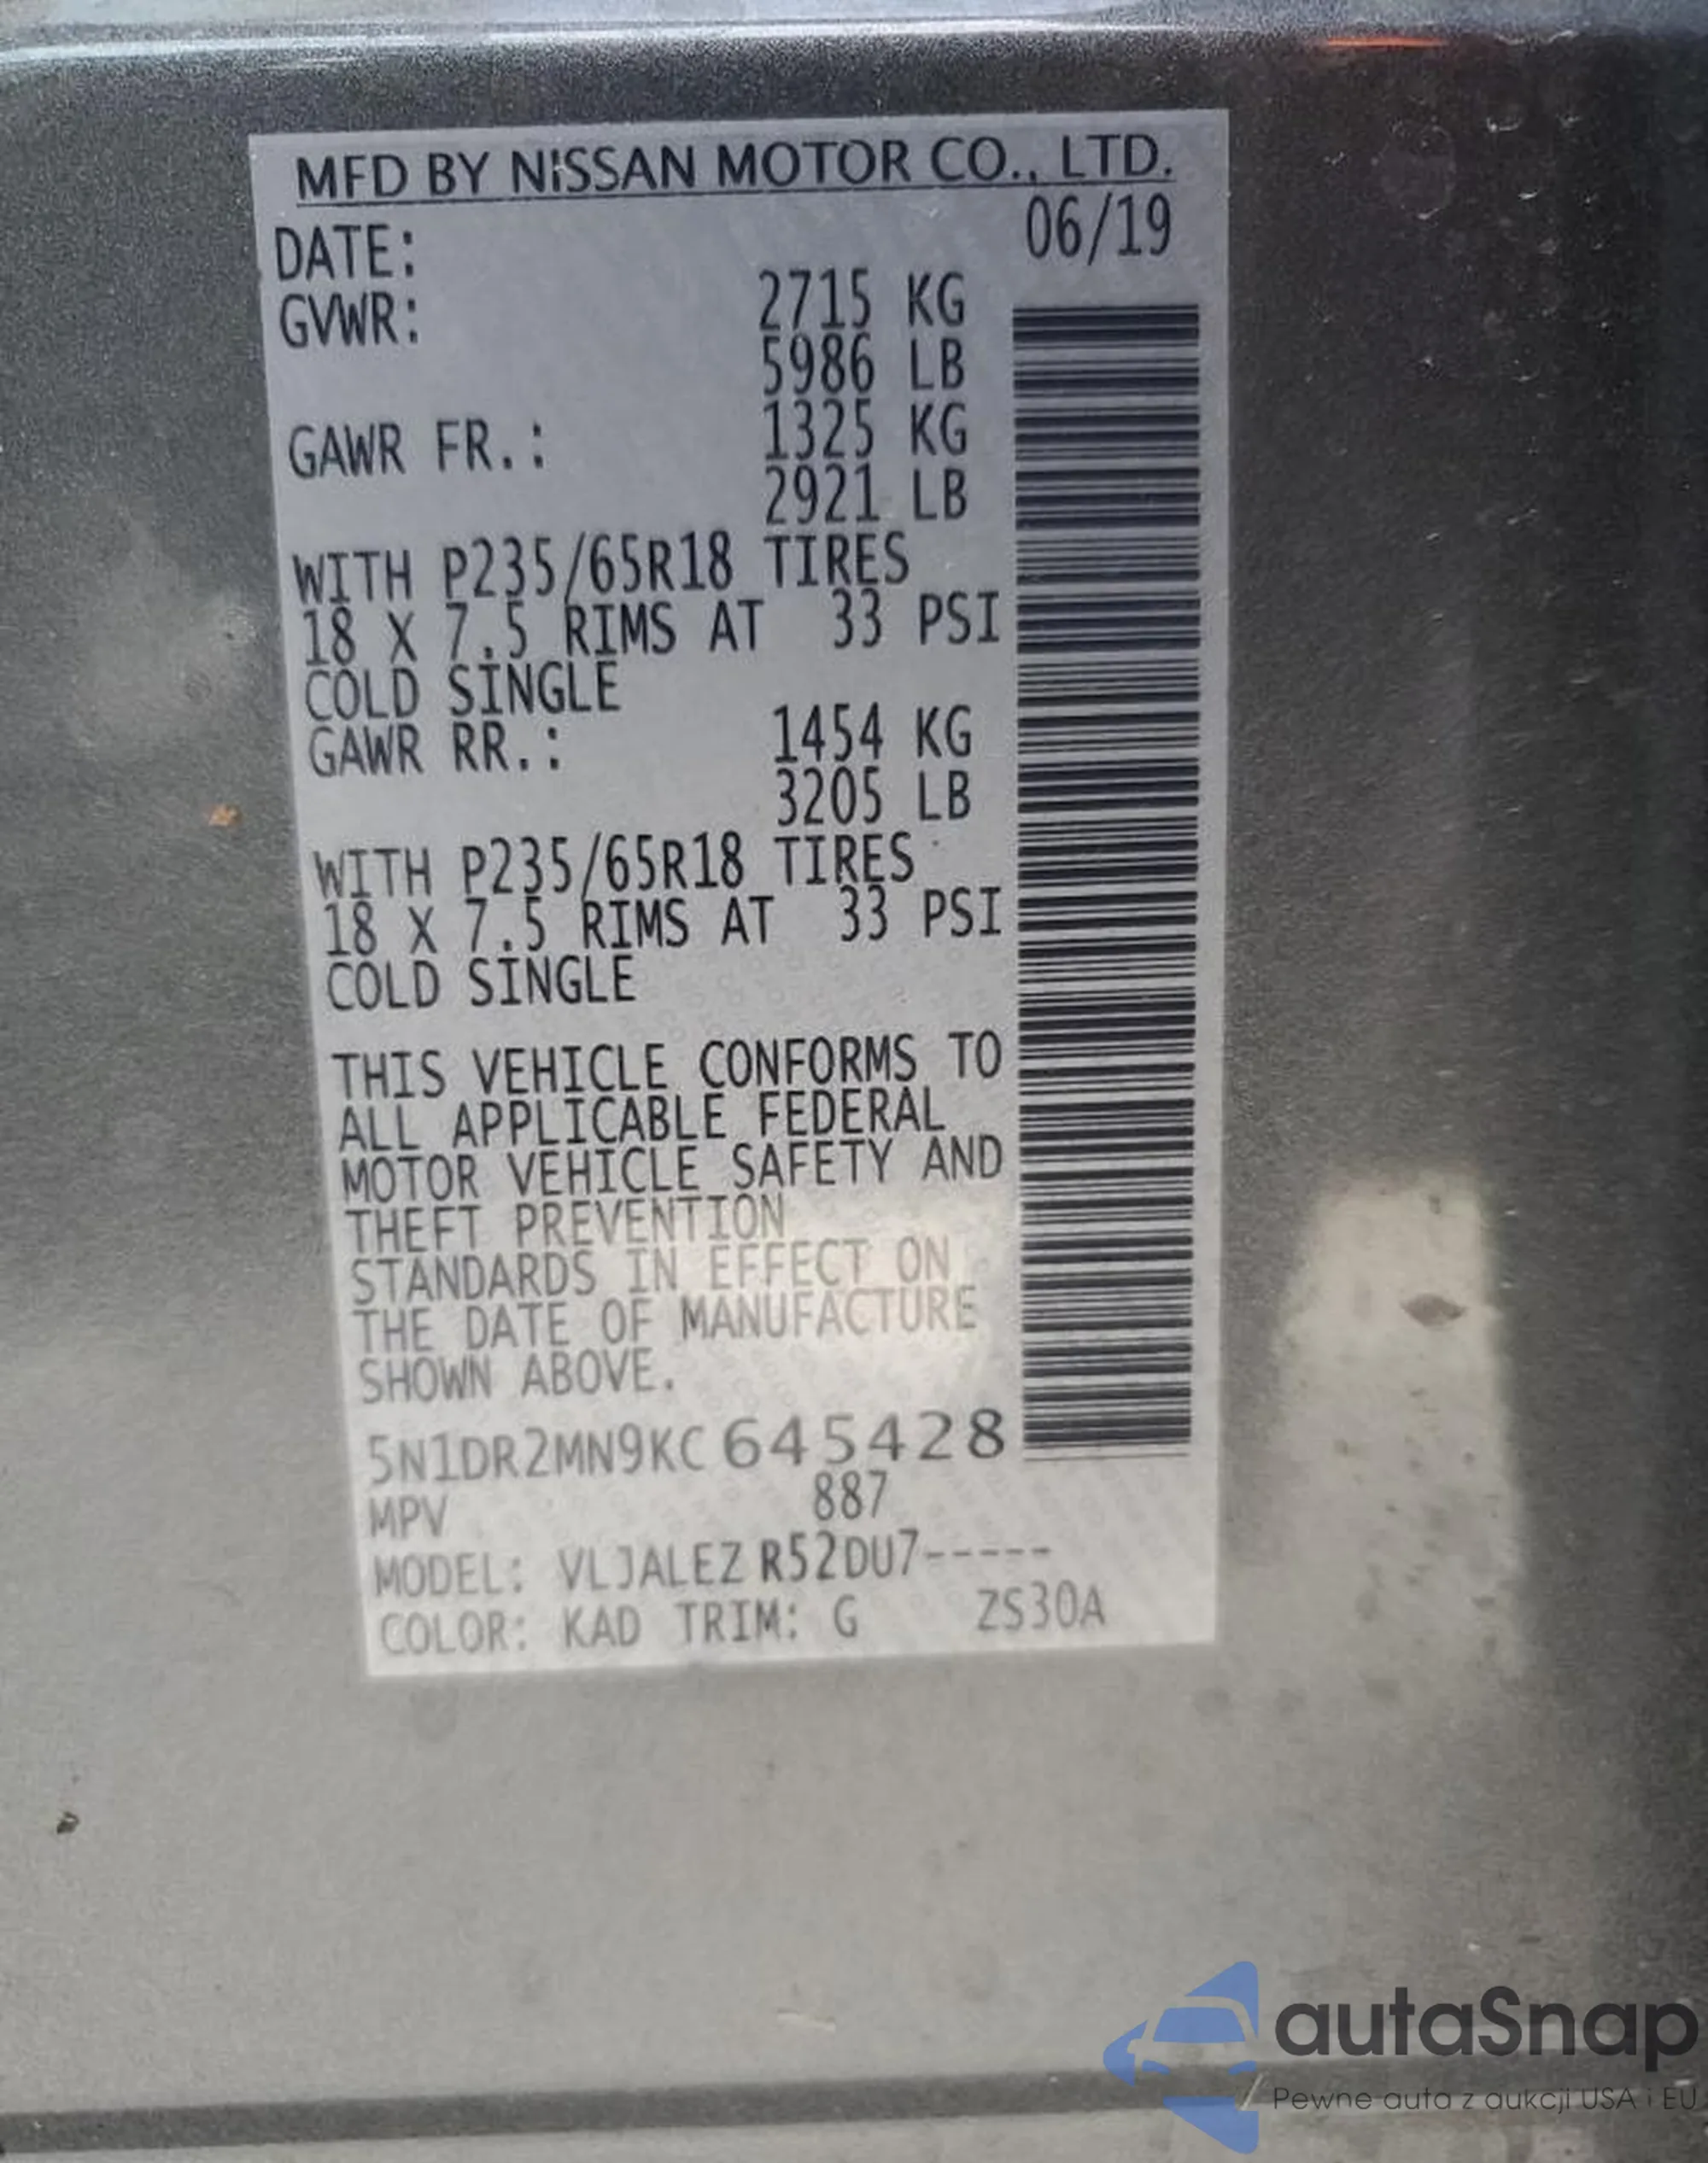 MFD BY NISSAN MOTOR CO., LTD.
DATE: 06/19
GVWR: 2715 KG
5986 LB
GAWR FR.: 1325 KG
2921 LB
WITH P235/65R18 TIRES
18 X 7.5 RIMS AT 33 PSI
COLD SINGLE
GAWR RR.: 1454 KG
3205 LB
WITH P235/65R18 TIRES
18 X 7.5 RIMS AT 33 PSI
COLD SINGLE
THIS VEHICLE CONFORMS TO
ALL APPLICABLE FEDERAL
MOTOR VEHICLE SAFETY AND
THEFT PREVENTION
STANDARDS IN EFFECT ON
THE DATE OF MANUFACTURE
SHOWN ABOVE.
5N1DR2MN9KC645428
MPV 887
MODEL: VLJALEZ R52DU7-----
COLOR: KAD TRIM: G ZS30A
autaSnap
Pewne auta z aukcji USA i EU